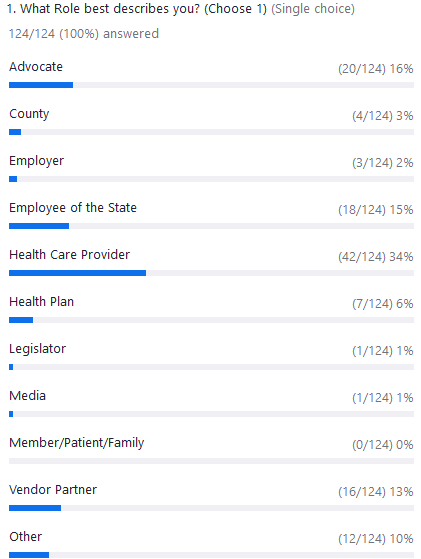 1. What Role best describes you? (Choose 1) (Single choice)
124/124 (100%) answered
Advocate (20/124) 16%
County (4/124) 3%
Employer (3/124) 2%
Employee of the State (18/124) 15%
Health Care Provider (42/124) 34%
Health Plan (7/124) 6%
Legislator (1/124) 1%
Media (1/124) 1%
Member/Patient/Family (0/124) 0%
Vendor Partner (16/124) 13%
Other (12/124) 10%